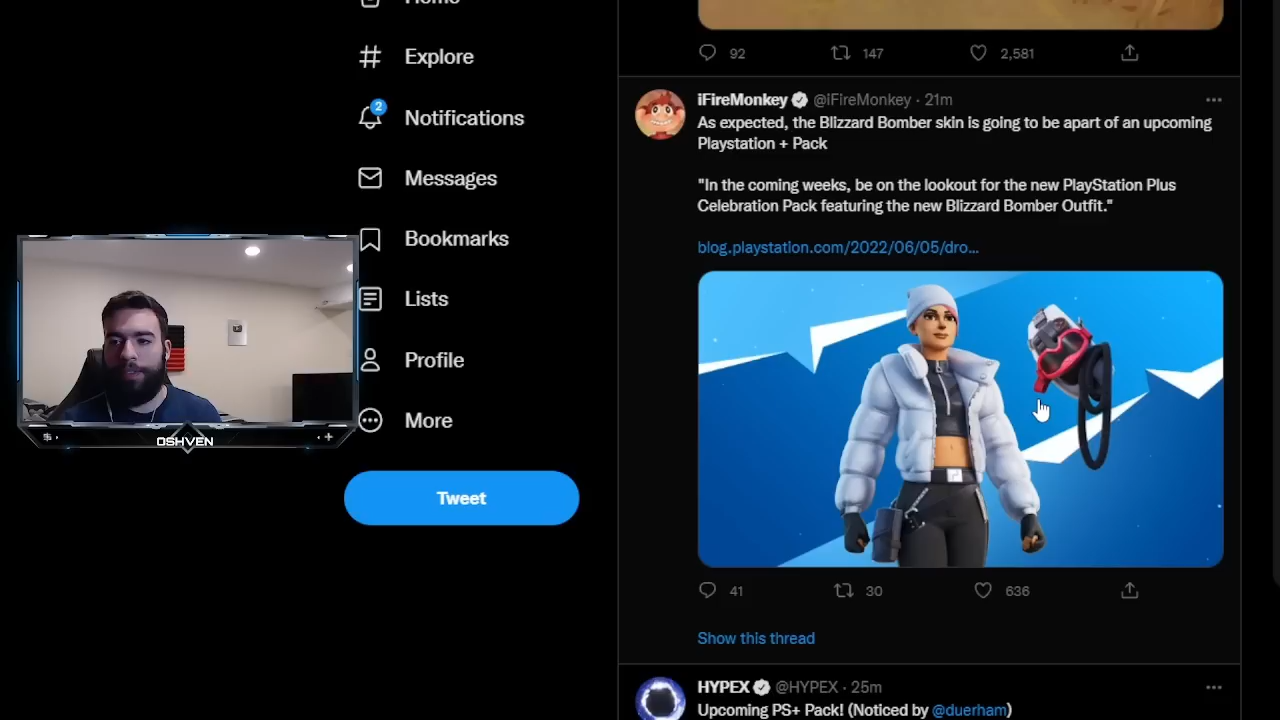 Home
Explore
2
Notifications
Messages
Bookmarks
Lists
Profile
More
Tweet
OSHVEN
92 147 2,581
iFireMonkey @iFireMonkey · 21m
As expected, the Blizzard Bomber skin is going to be apart of an upcoming
Playstation + Pack
"In the coming weeks, be on the lookout for the new PlayStation Plus
Celebration Pack featuring the new Blizzard Bomber Outfit."
blog.playstation.com/2022/06/05/dro...
41 30 636
Show this thread
HYPEX @HYPEX · 25m
Upcoming PS+ Pack! (Noticed by @duerham)